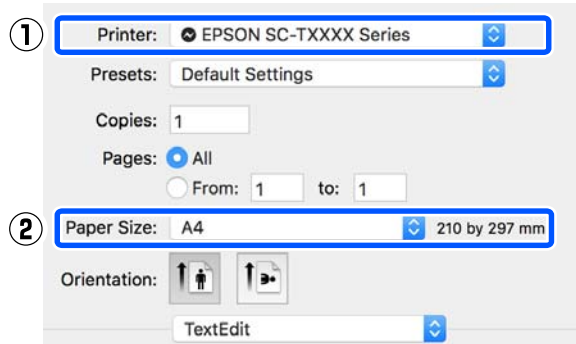 ① Printer: EPSON SC-TXXXX Series
Presets: Default Settings
Copies: 1
Pages: All
From: 1 to: 1
② Paper Size: A4 210 by 297 mm
Orientation:
TextEdit